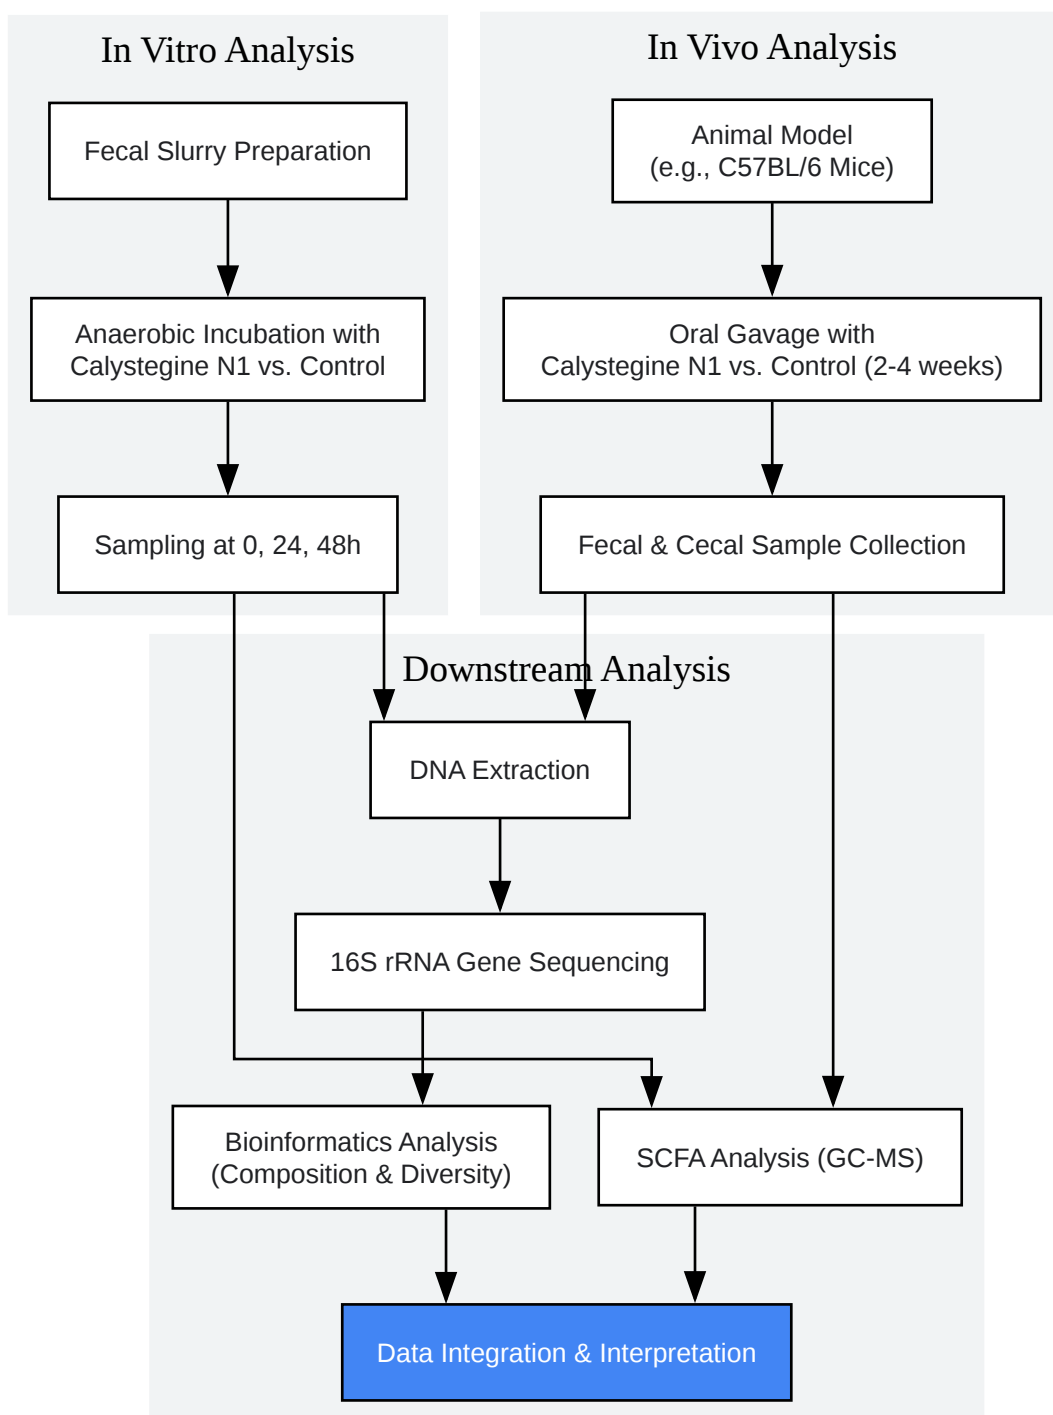 In Vitro Analysis
Fecal Slurry Preparation
Anaerobic Incubation with
Calystegine N1 vs. Control
Sampling at 0, 24, 48h
In Vivo Analysis
Animal Model
(e.g., C57BL/6 Mice)
Oral Gavage with
Calystegine N1 vs. Control (2-4 weeks)
Fecal & Cecal Sample Collection
Downstream Analysis
DNA Extraction
16S rRNA Gene Sequencing
Bioinformatics Analysis
(Composition & Diversity)
SCFA Analysis (GC-MS)
Data Integration & Interpretation